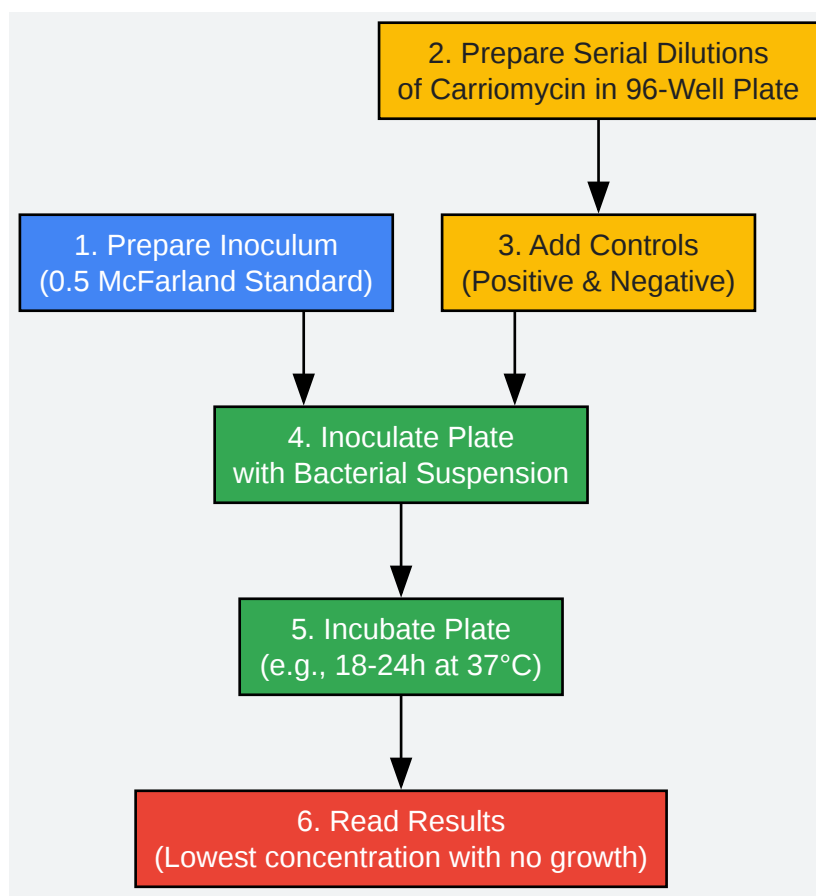 2. Prepare Serial Dilutions
of Carriomycin in 96-Well Plate
1. Prepare Inoculum
(0.5 McFarland Standard)
3. Add Controls
(Positive & Negative)
4. Inoculate Plate
with Bacterial Suspension
5. Incubate Plate
(e.g., 18-24h at 37°C)
6. Read Results
(Lowest concentration with no growth)